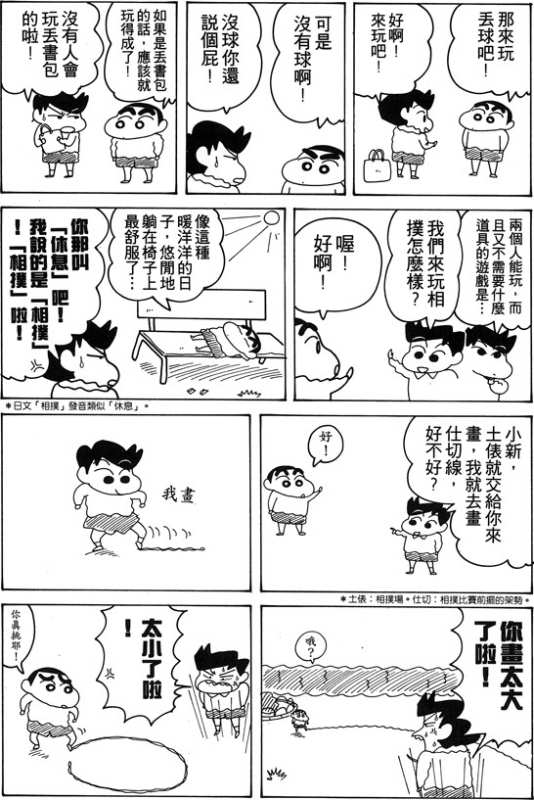 那來玩
丟球吧！
好啊！
來玩吧！
可是
沒有球啊！
沒球你還
說個屁！
如果是丟書包
的話，應該就
玩得成了！
沒有人會
玩丟書包
的啦！
兩個人能玩，而
且又不需要什麼
道具的遊戲是…
我們來玩相
撲怎麼樣？
喔！
好啊！
像這種
暖洋洋的日
子，悠閒地
躺在椅子上
最舒服了…
你那叫
「休息」吧！
我說的是「相撲」
！「相撲」啦！
＊日文「相撲」發音類似「休息」。
小新，
土俵就交給你來
畫，我就去畫
仕切線，
好不好？
好！
我畫
＊土俵：相撲場。仕切：相撲比賽前擺的架勢。
你畫太大
了啦！
哦？
太小了啦
！
你真挑耶！